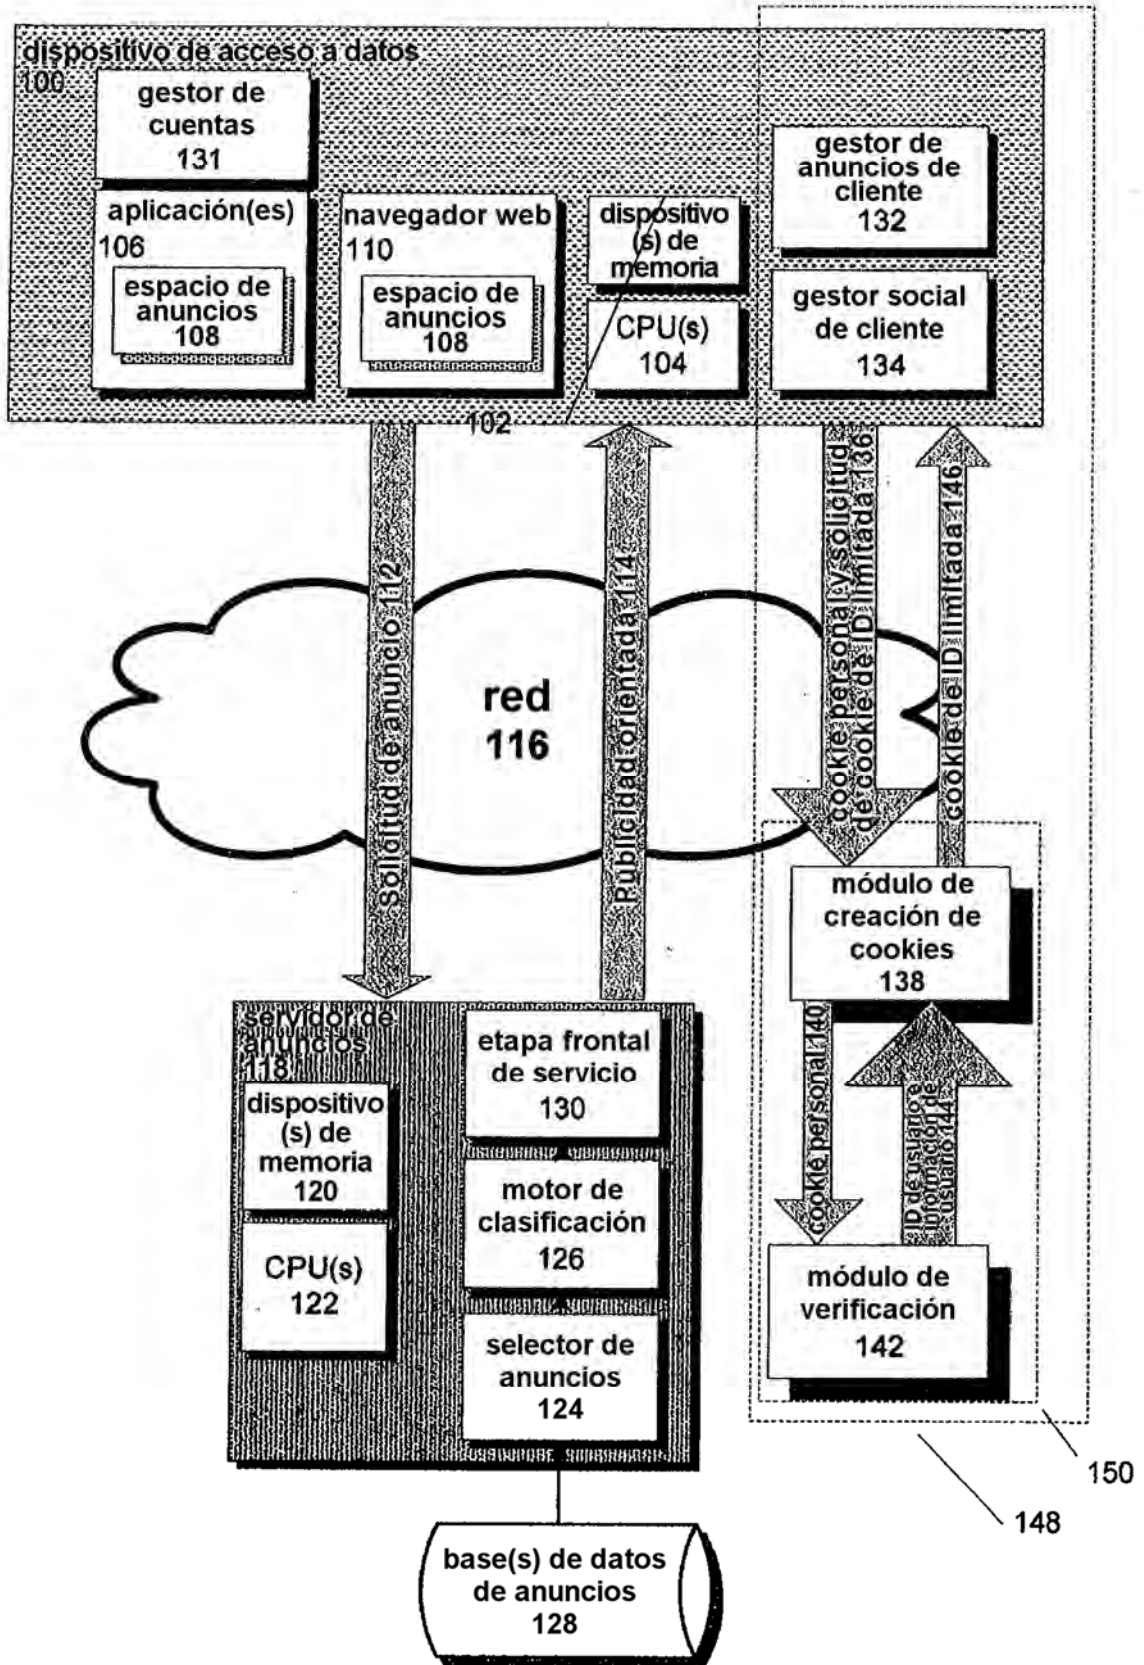 dispositivo de acceso a datos
100
gestor de
cuentas
131
aplicación(es)
106
espacio de
anuncios
108
navegador web
110
espacio de
anuncios
108
dispositivo
(s) de
memoria
CPU(s)
104
102
gestor de
anuncios de
cliente
132
gestor social
de cliente
134
Solicitud de anuncio 112
Publicidad orientada 114
cookie personal y solicitud
de cookie de ID limitada 136
cookie de ID limitada 146
red
116
módulo de
creación de
cookies
138
cookie personal 140
ID de usuario e
información de
usuario 144
módulo de
verificación
142
servidor de
anuncios
118
dispositivo
(s) de
memoria
120
CPU(s)
122
etapa frontal
de servicio
130
motor de
clasificación
126
selector de
anuncios
124
150
148
base(s) de datos
de anuncios
128